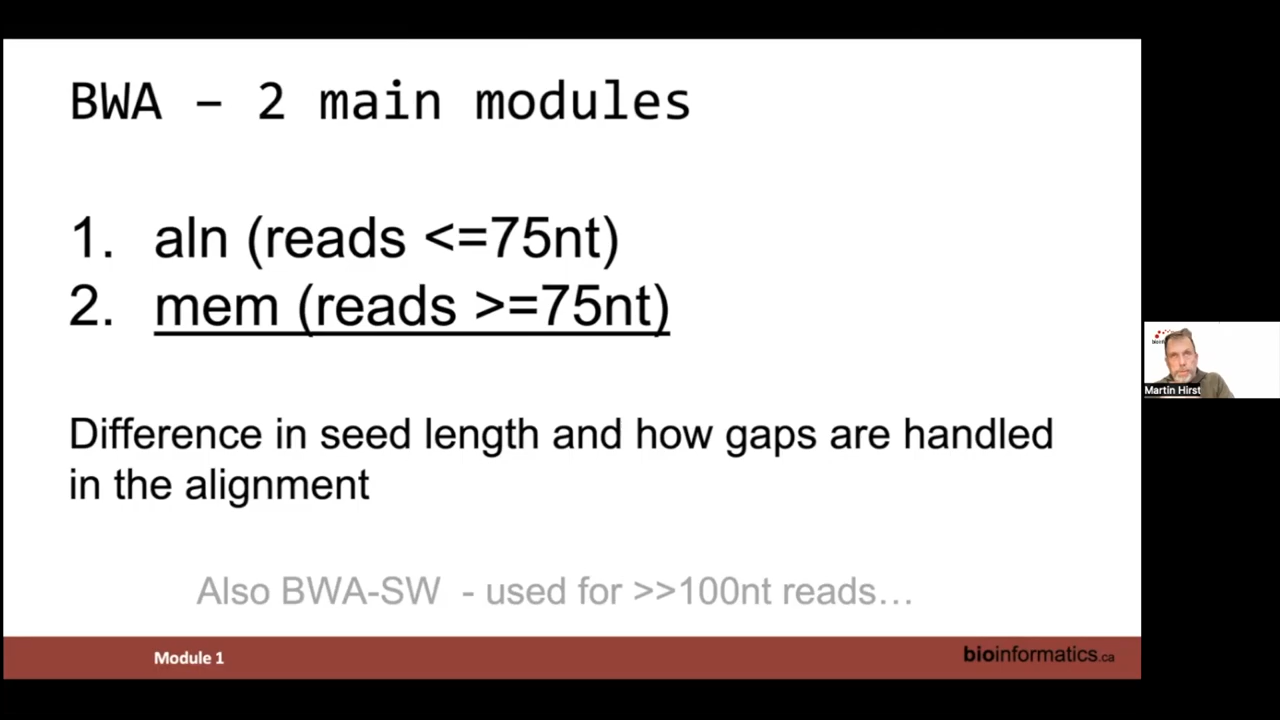 BWA – 2 main modules
1. aln (reads <=75nt)
2. mem (reads >=75nt)
Difference in seed length and how gaps are handled
in the alignment
Also BWA-SW - used for >>100nt reads…
Module 1
bioinformatics.ca
Martin Hirst